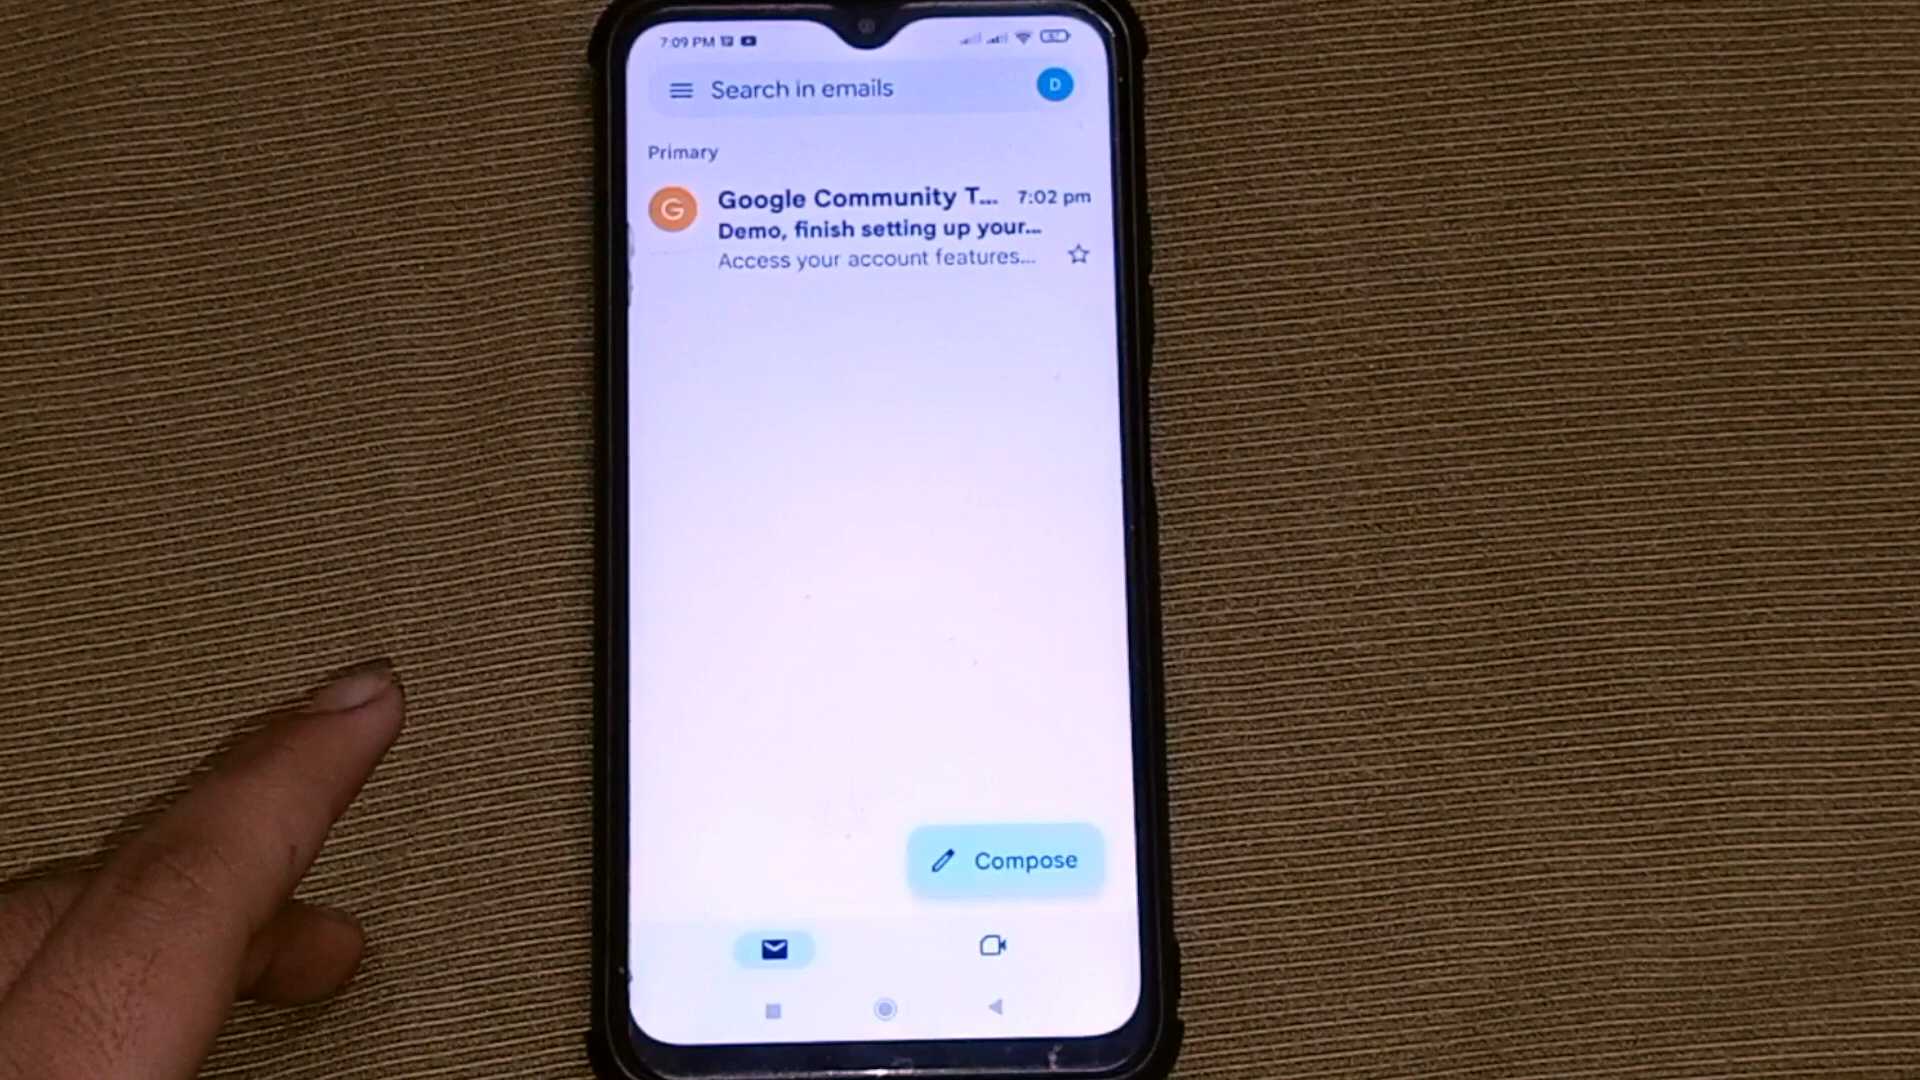 7:09 PM
Search in emails
D
Primary
G
Google Community T... 7:02 pm
Demo, finish setting up your...
Access your account features...
Compose